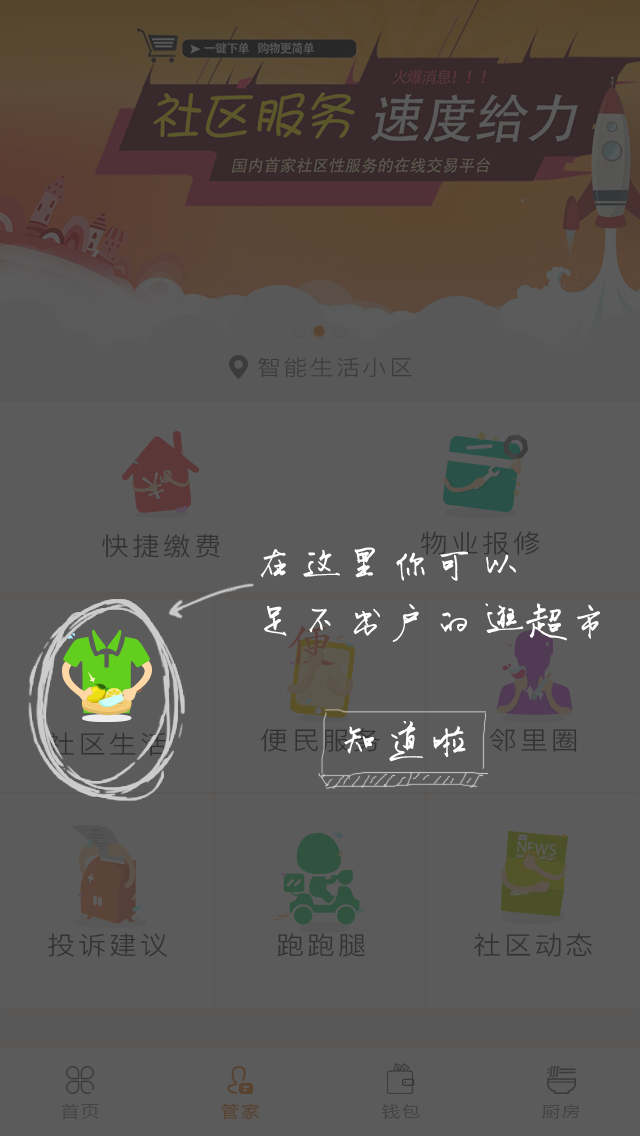 一键下单 购物更简单
火爆消息！！！
社区服务 速度给力
国内首家社区性服务的在线交易平台
智能生活小区
快捷缴费
物业报修
在这里你可以
足不出户的逛超市
便
社区生活
便民服务
邻里圈
知道啦
NEWS
投诉建议
跑跑腿
社区动态
首页
管家
钱包
厨房